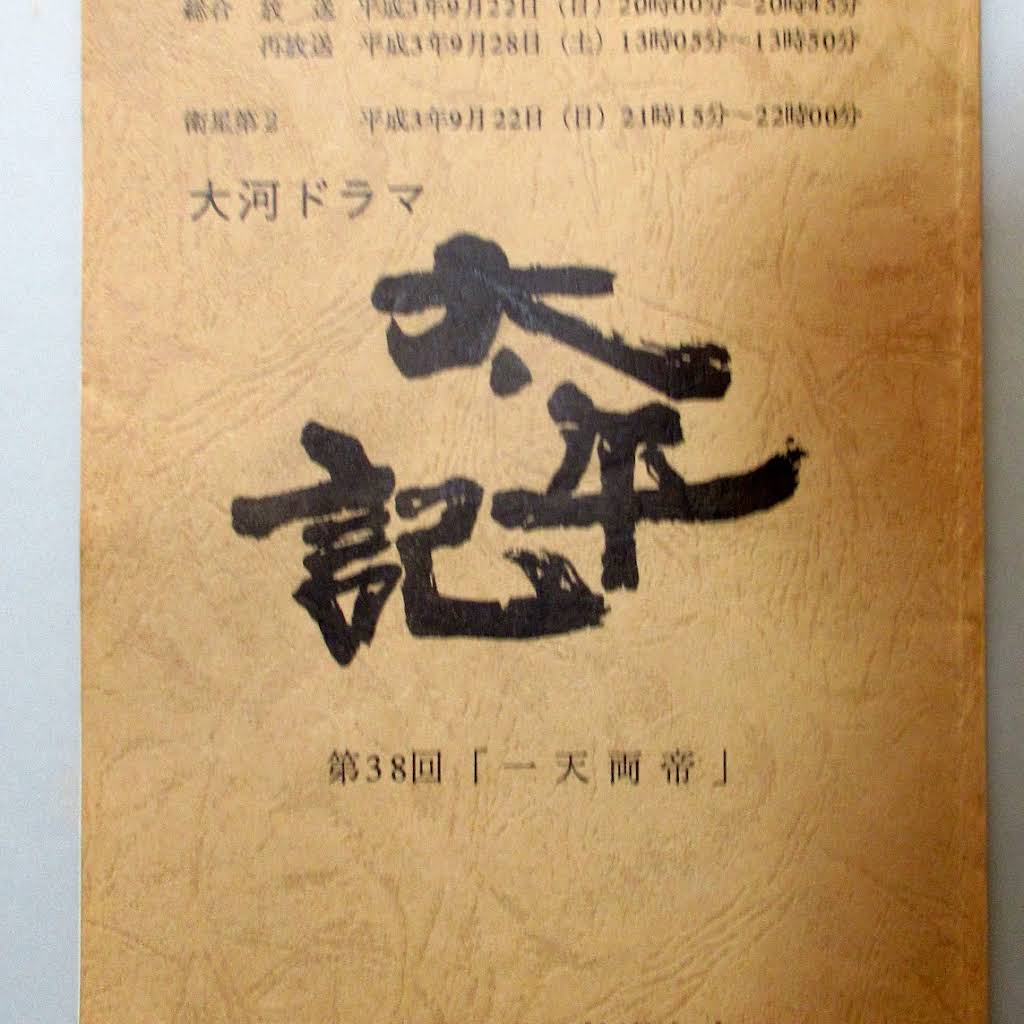 総合 放 送 平成3年9月22日（日）20時00分～20時45分
再放送 平成3年9月28日（土）13時05分～13時50分
衛星第2 平成3年9月22日（日）21時15分～22時00分
大河ドラマ
太平記
第38回「一天両帝」